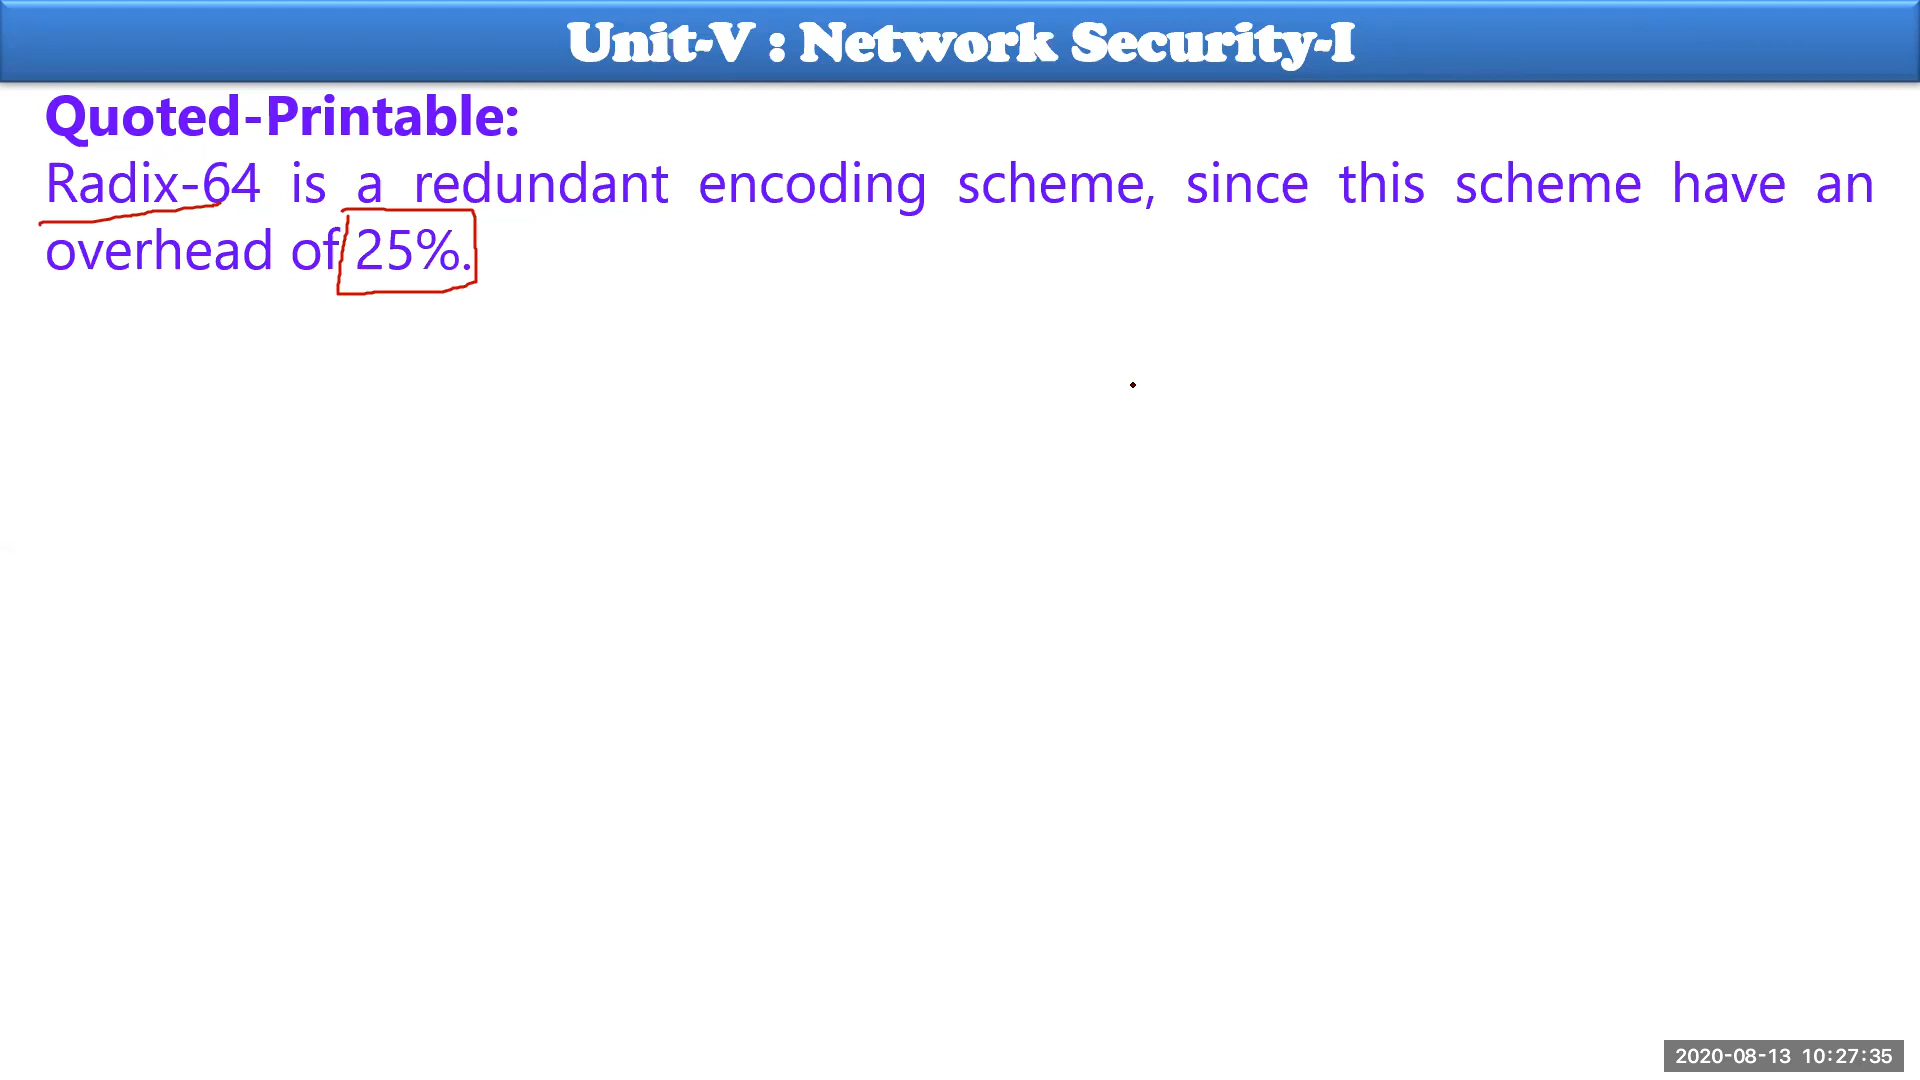 Unit-V : Network Security-I
Quoted-Printable:
Radix-64 is a redundant encoding scheme, since this scheme have an
overhead of 25%.
2020-08-13 10:27:35